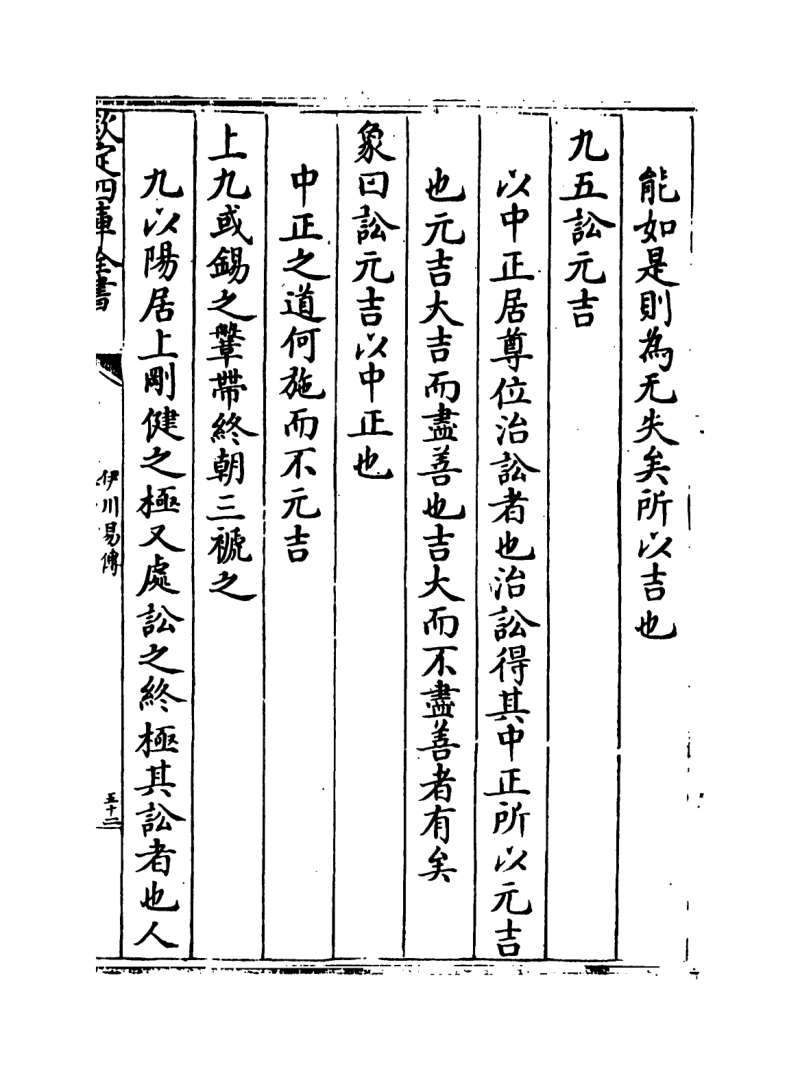 能如是則為无失矣所以吉也
九五訟元吉
以中正居尊位治訟者也治訟得其中正所以元吉
也元吉大吉而盡善也吉大而不盡善者有矣
象曰訟元吉以中正也
中正之道何施而不元吉
上九或錫之鞶帶終朝三褫之
九以陽居上剛健之極又處訟之終極其訟者也人
欽定四庫全書
伊川易傳
五十二